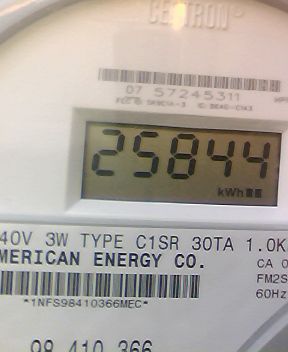 CENTRON
07 57245311
25844
kWh
40V 3W TYPE C1SR 30TA 1.0K
MERICAN ENERGY CO.
CA 0
FM2S
*1NFS98410366MEC*
60Hz
98 410 366